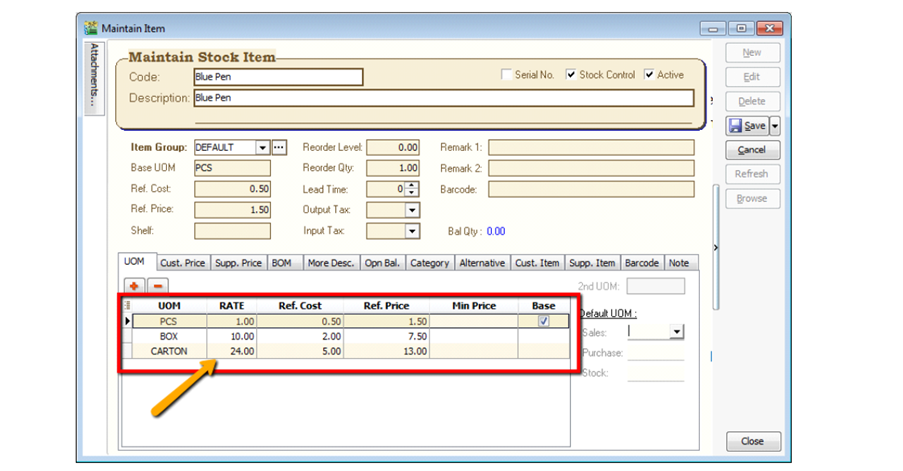 Maintain Item
Attachments...
Maintain Stock Item
Code: Blue Pen
Serial No. Stock Control Active
Description: Blue Pen
Item Group: DEFAULT Reorder Level: 0.00 Remark 1:
Base UOM PCS Reorder Qty: 1.00 Remark 2:
Ref. Cost: 0.50 Lead Time: 0 Barcode:
Ref. Price: 1.50 Output Tax:
Shelf: Input Tax: Bal Qty : 0.00
UOM Cust. Price Supp. Price BOM More Desc. Opn Bal. Category Alternative Cust. Item Supp. Item Barcode Note
UOM RATE Ref. Cost Ref. Price Min Price Base
PCS 1.00 0.50 1.50
BOX 10.00 2.00 7.50
CARTON 24.00 5.00 13.00
2nd UOM:
Default UOM :
Sales:
Purchase:
Stock:
New
Edit
Delete
Save
Cancel
Refresh
Browse
Close